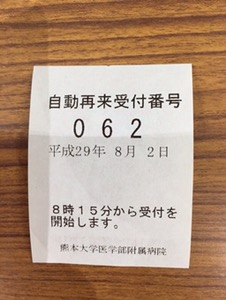 自動再来受付番号
062
平成29年 8月 2日
8時15分から受付を
開始します。
熊本大学医学部附属病院